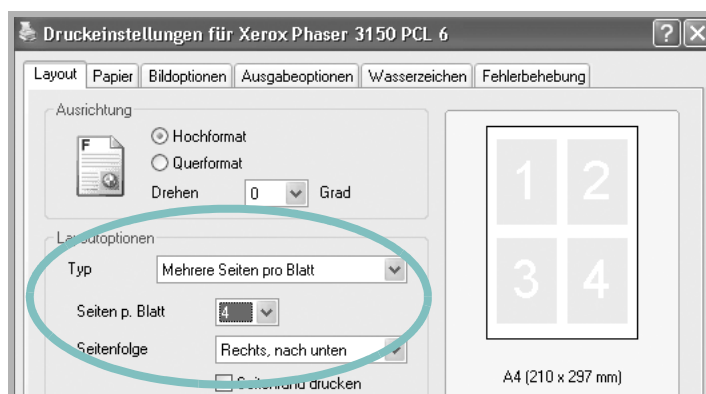 Druckeinstellungen für Xerox Phaser 3150 PCL 6
Layout Papier Bildoptionen Ausgabeoptionen Wasserzeichen Fehlerbehebung
Ausrichtung
F
Hochformat
Querformat
Drehen 0 Grad
Layoutoptionen
Typ Mehrere Seiten pro Blatt
Seiten p. Blatt 4
Seitenfolge Rechts, nach unten
Seitenrand drucken
1 2
3 4
A4 (210 x 297 mm)